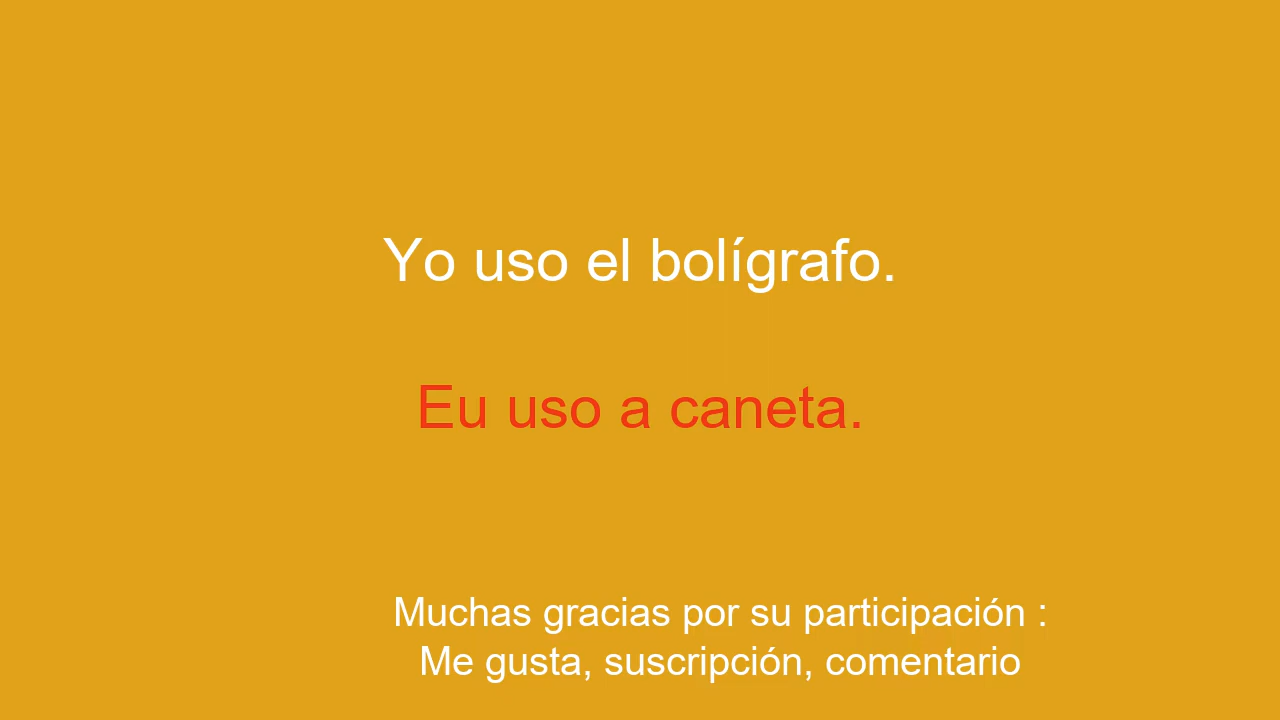 Yo uso el bolígrafo.
Eu uso a caneta.
Muchas gracias por su participación :
Me gusta, suscripción, comentario